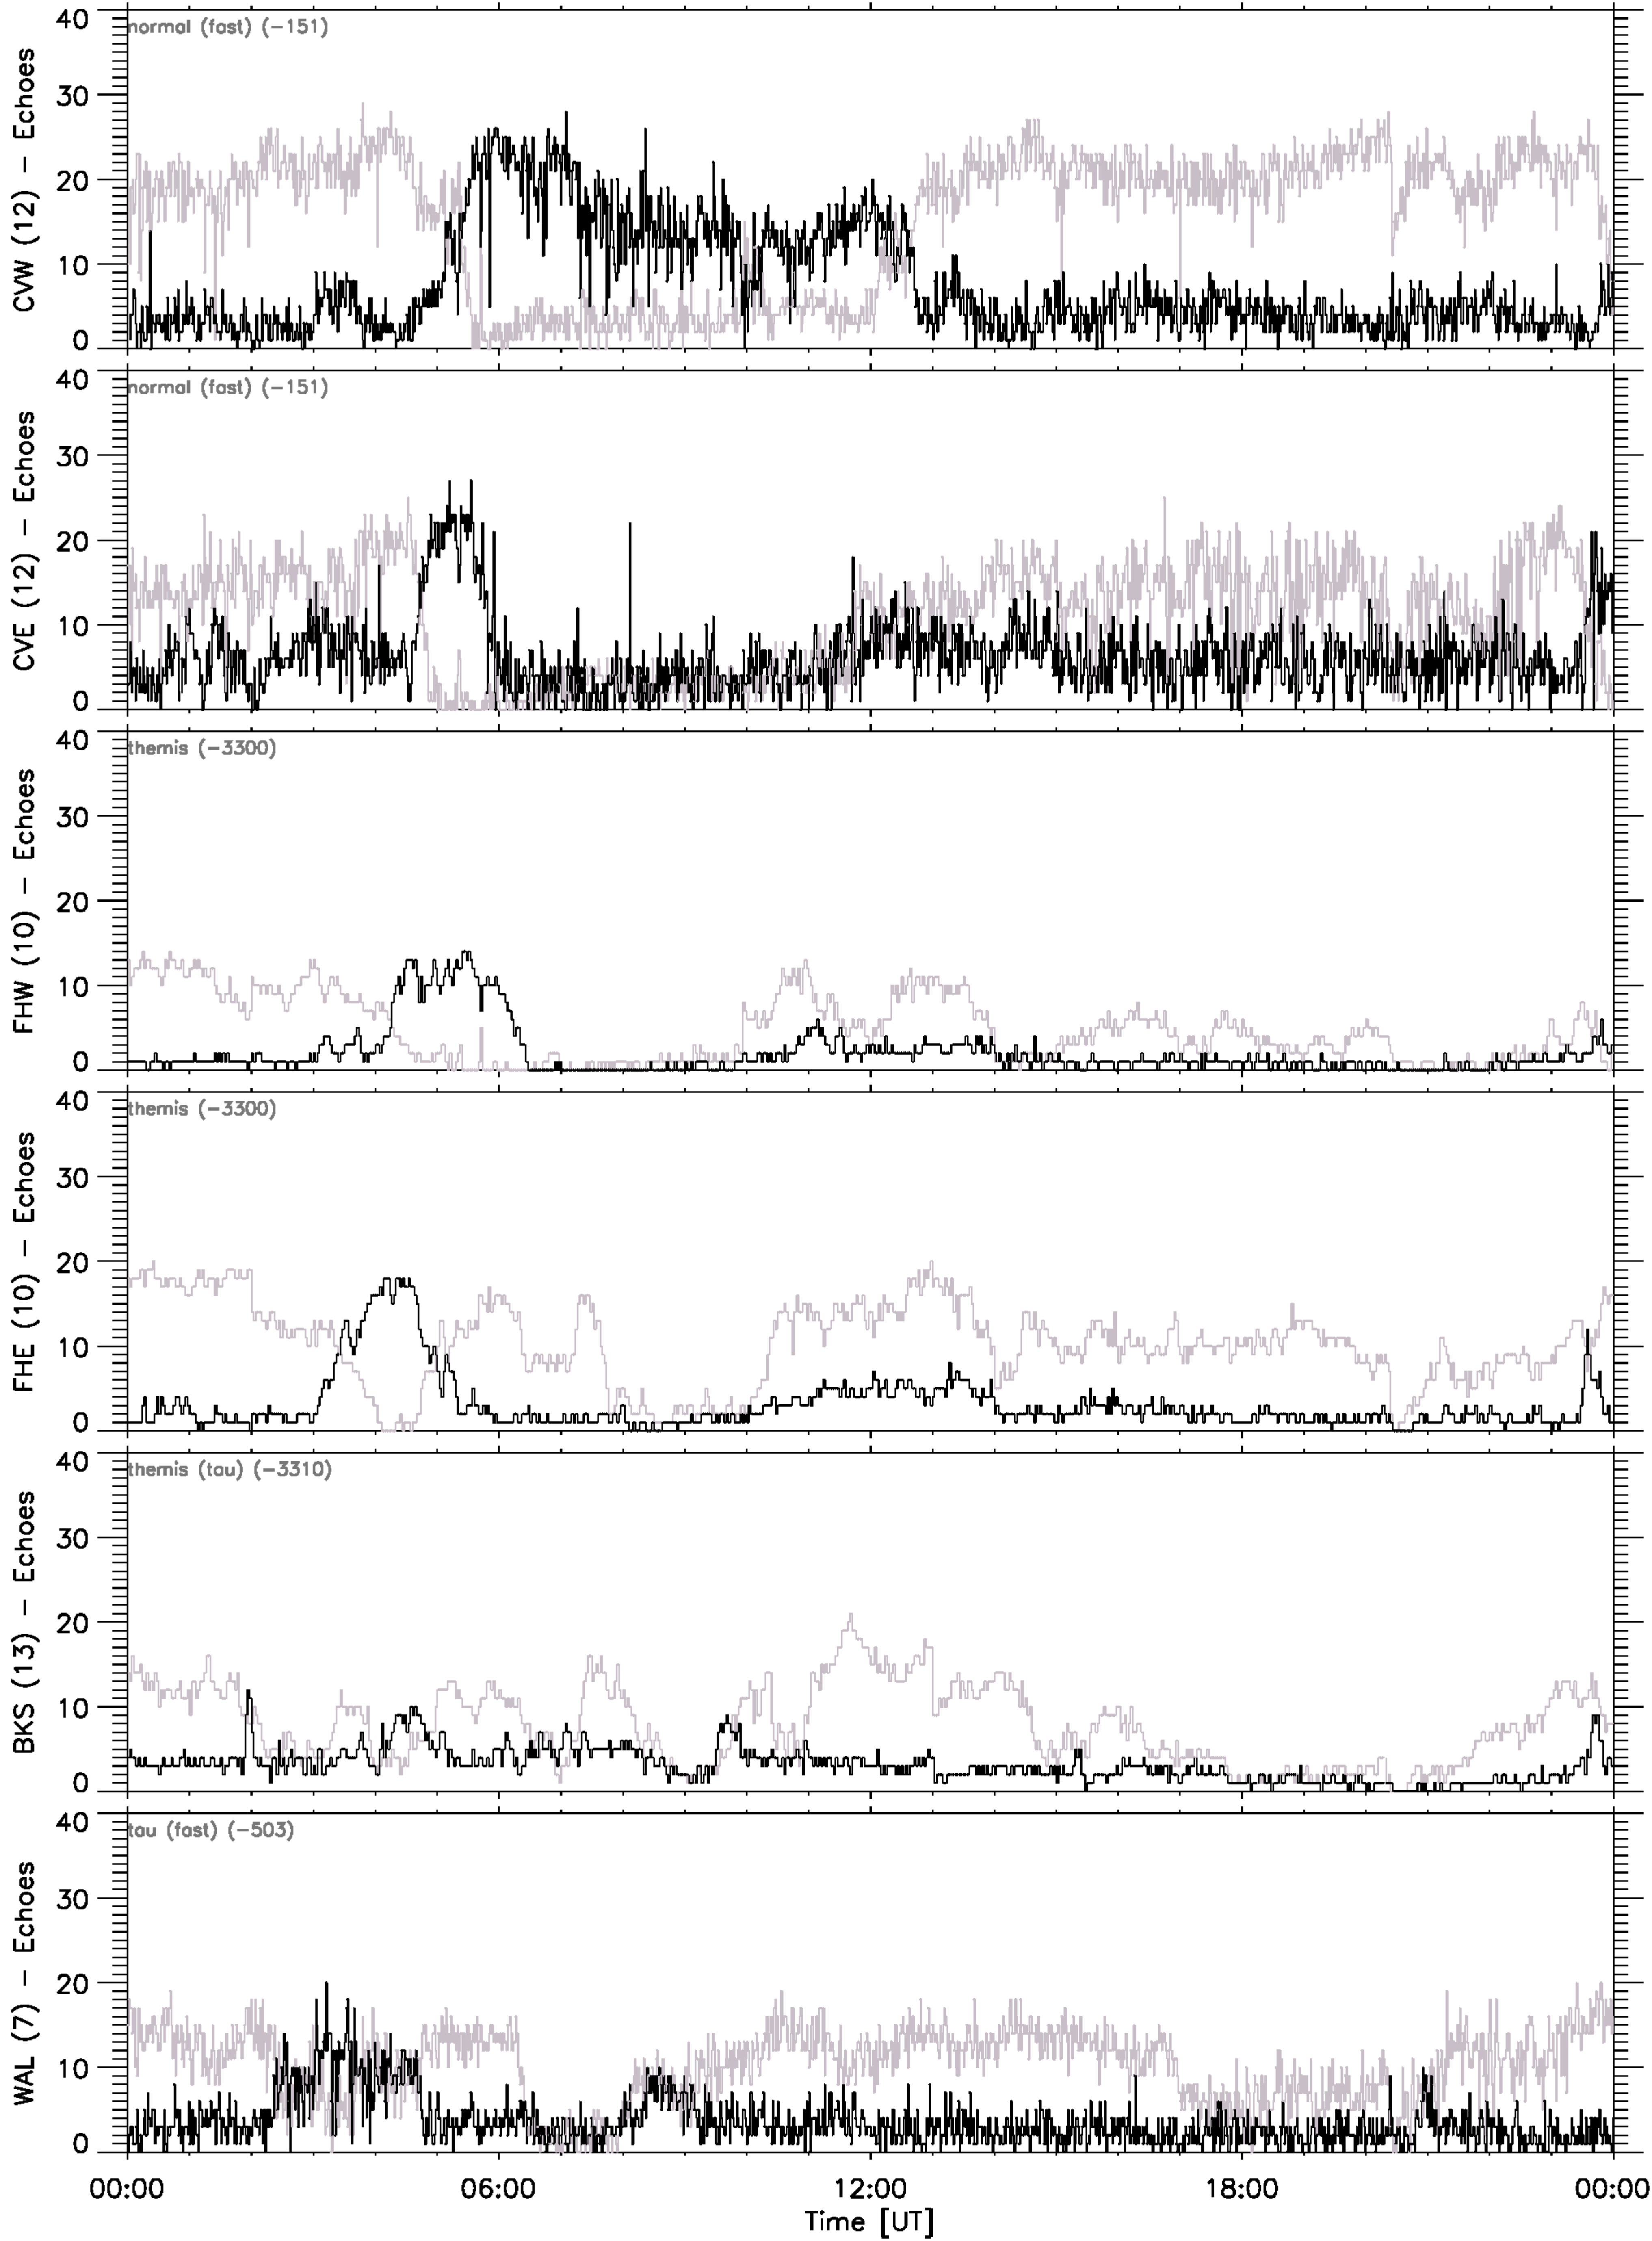 CVW (12) – Echoes
normal (fast) (-151)
40
30
20
10
0
CVE (12) – Echoes
normal (fast) (-151)
40
30
20
10
0
FHW (10) – Echoes
themis (-3300)
40
30
20
10
0
FHE (10) – Echoes
themis (-3300)
40
30
20
10
0
BKS (13) – Echoes
themis (tau) (-3310)
40
30
20
10
0
WAL (7) – Echoes
tau (fast) (-503)
40
30
20
10
0
00:00 06:00 12:00 18:00 00:00
Time [UT]